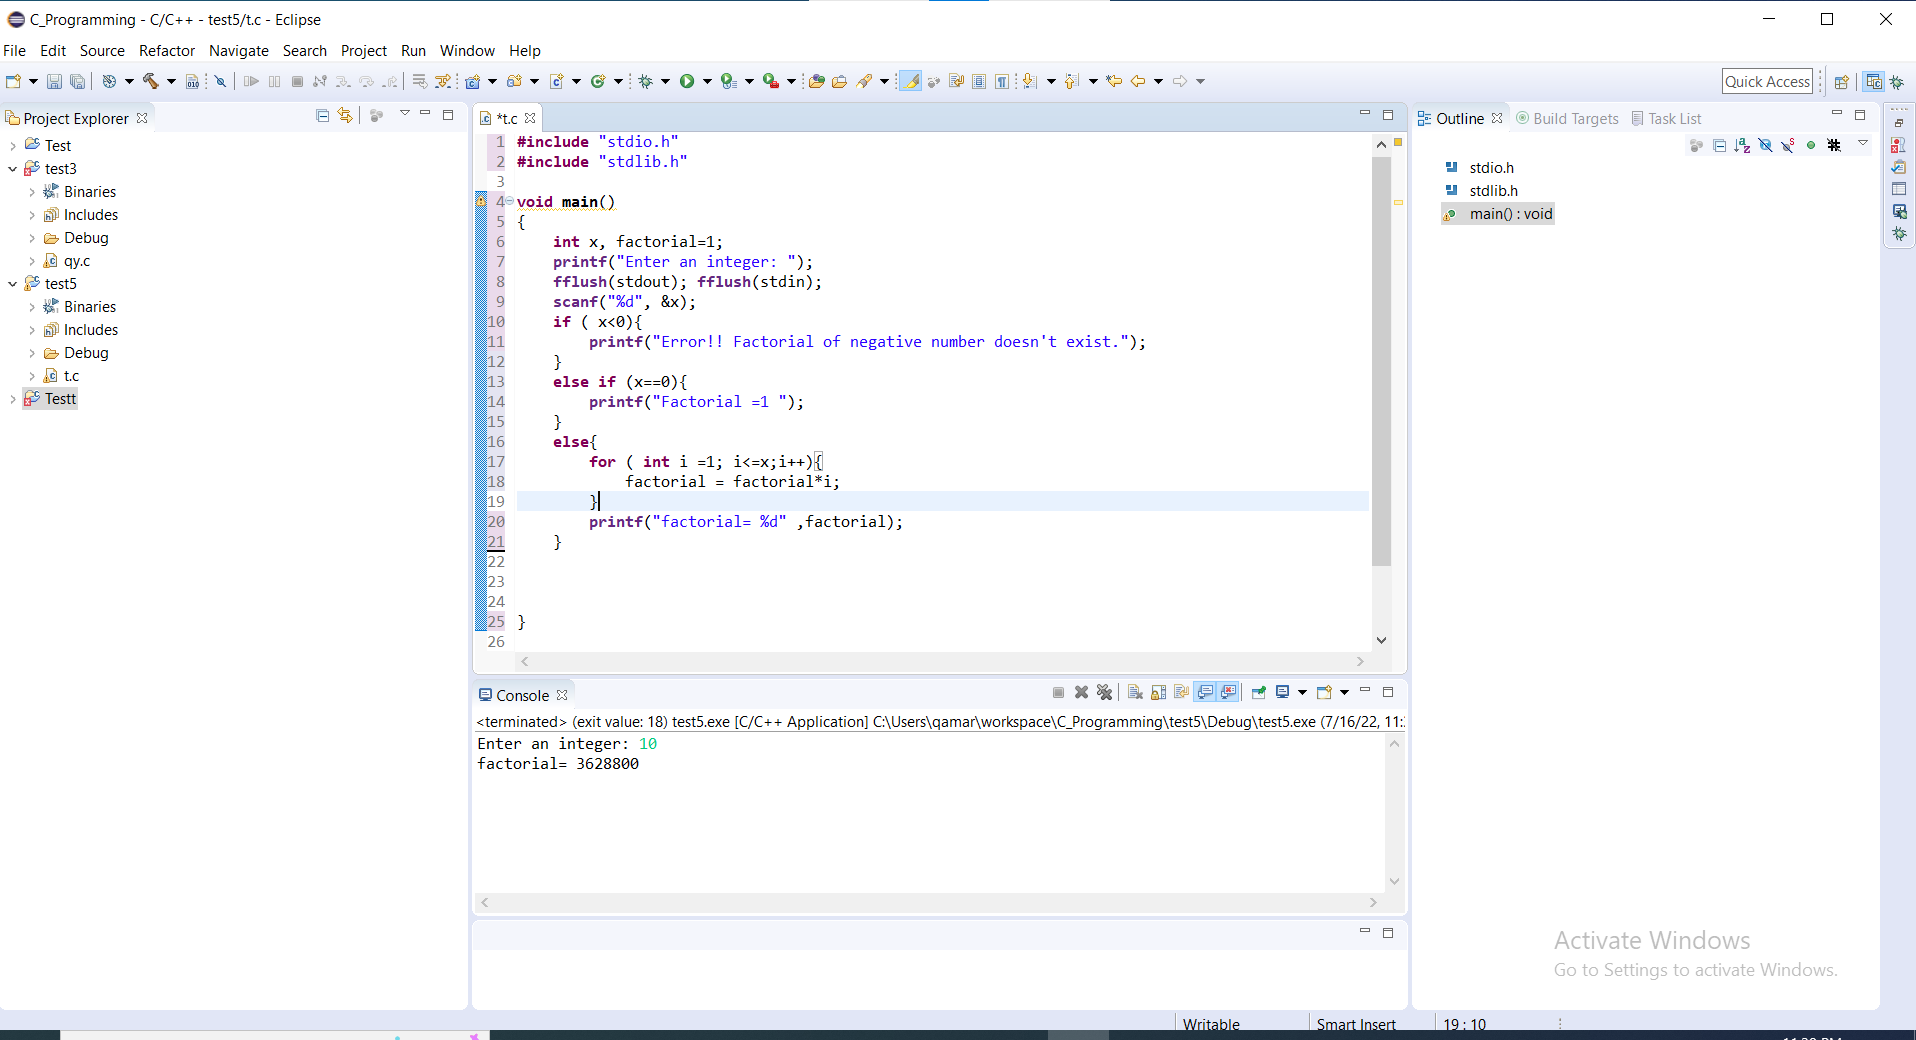 C_Programming - C/C++ - test5/t.c - Eclipse
File Edit Source Refactor Navigate Search Project Run Window Help
Quick Access
Project Explorer
Test
test3
Binaries
Includes
Debug
qy.c
test5
Binaries
Includes
Debug
t.c
Testt
*t.c
1 #include "stdio.h"
2 #include "stdlib.h"
3
4 void main()
5 {
6 int x, factorial=1;
7 printf("Enter an integer: ");
8 fflush(stdout); fflush(stdin);
9 scanf("%d", &x);
10 if ( x<0){
11 printf("Error!! Factorial of negative number doesn't exist.");
12 }
13 else if (x==0){
14 printf("Factorial =1 ");
15 }
16 else{
17 for ( int i =1; i<=x;i++){
18 factorial = factorial*i;
19 }
20 printf("factorial= %d" ,factorial);
21 }
22
23
24
25 }
26
Console
<terminated> (exit value: 18) test5.exe [C/C++ Application] C:\Users\qamar\workspace\C_Programming\test5\Debug\test5.exe (7/16/22, 11:
Enter an integer: 10
factorial= 3628800
Outline Build Targets Task List
stdio.h
stdlib.h
main() : void
Activate Windows
Go to Settings to activate Windows.
Writable Smart Insert 19 : 10